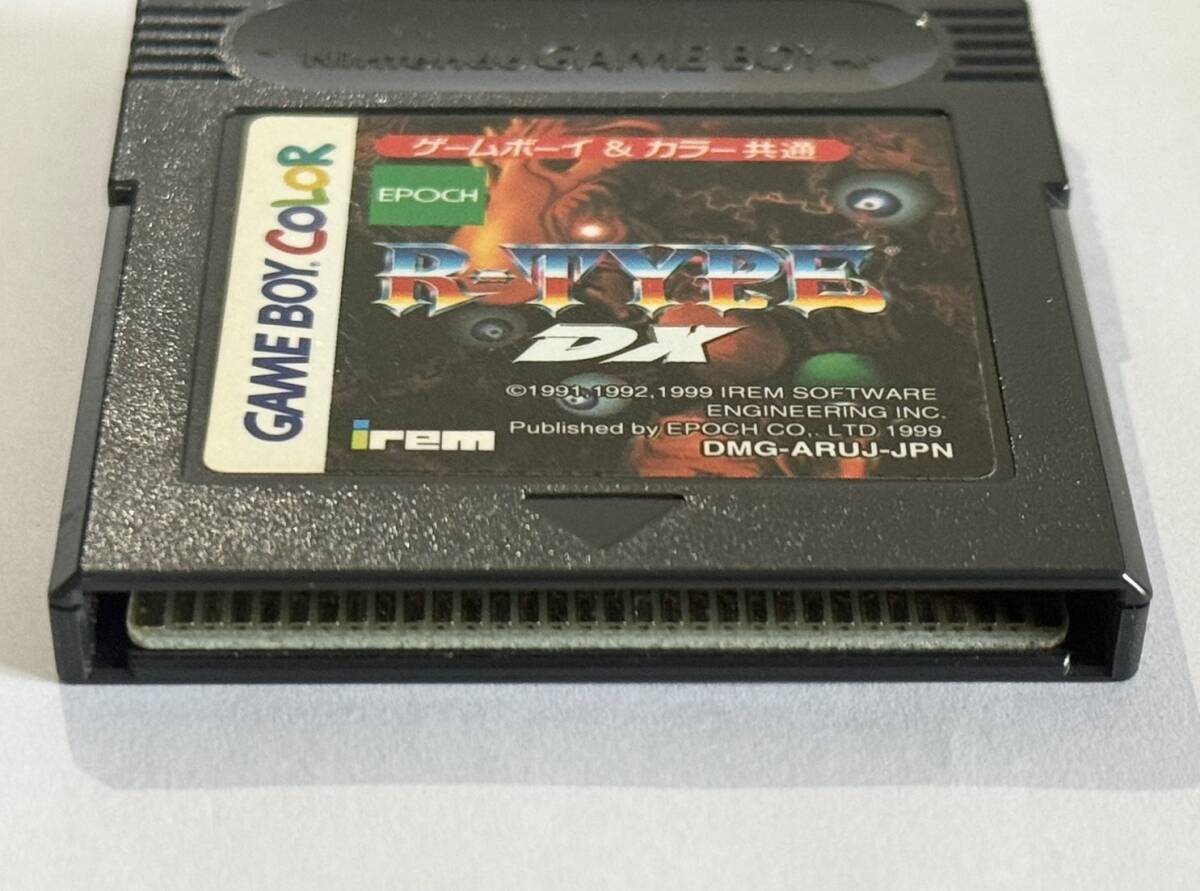 Nintendo GAME BOY
GAME BOY COLOR
ゲームボーイ & カラー共通
EPOCH
R-TYPE®
DX
©1991,1992,1999 IREM SOFTWARE
ENGINEERING INC.
Published by EPOCH CO,. LTD 1999
DMG-ARUJ-JPN
irem